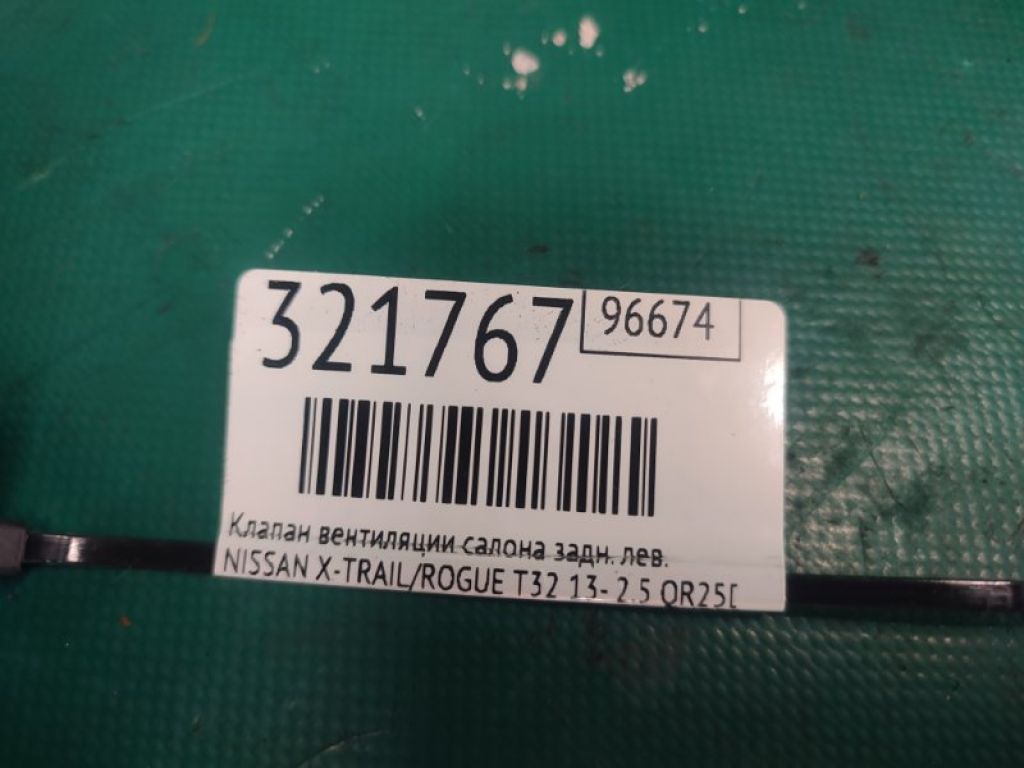 321767
96674
Клапан вентиляции салона задн. лев.
NISSAN X-TRAIL/ROGUE T32 13- 2.5 QR25